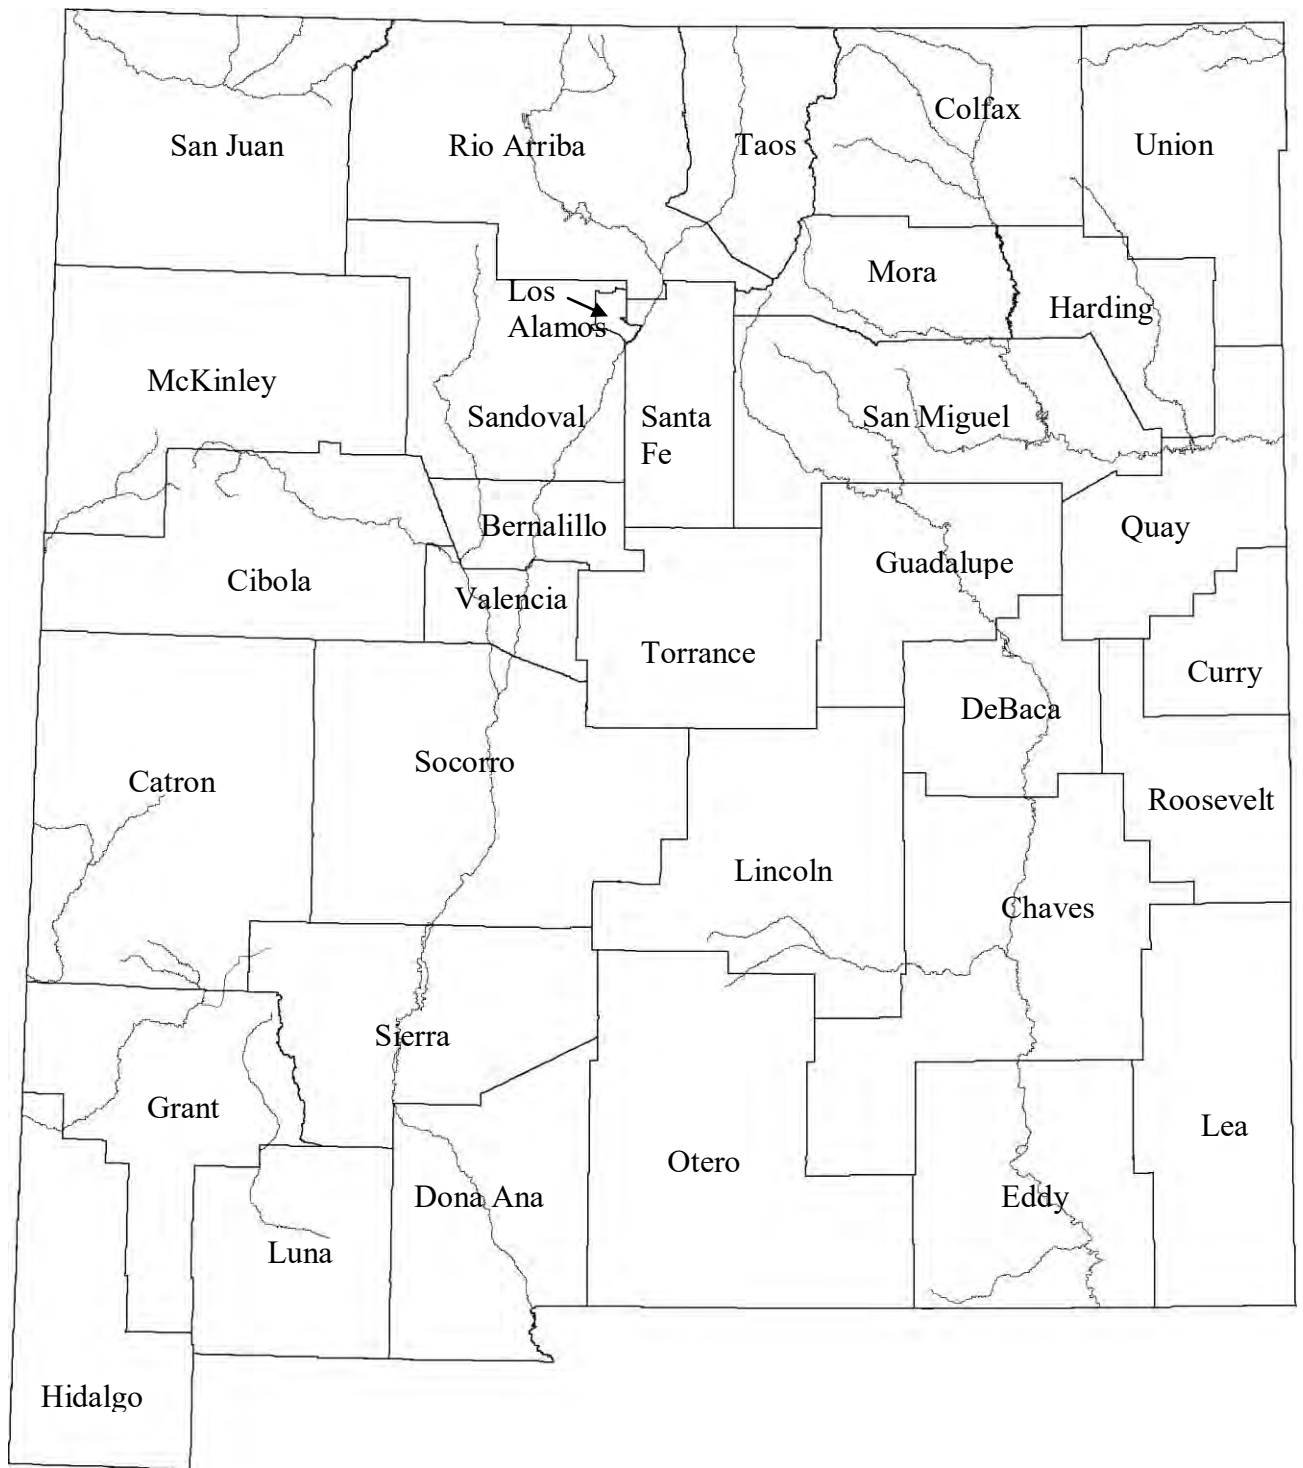 Colfax
San Juan
Rio Arriba
Taos
Union
Mora
Los
Alamos
Harding
McKinley
Sandoval
Santa
Fe
San Miguel
Bernalillo
Quay
Guadalupe
Cibola
Valencia
Torrance
Curry
DeBaca
Socorro
Catron
Roosevelt
Lincoln
Chaves
Sierra
Grant
Lea
Otero
Dona Ana
Eddy
Luna
Hidalgo